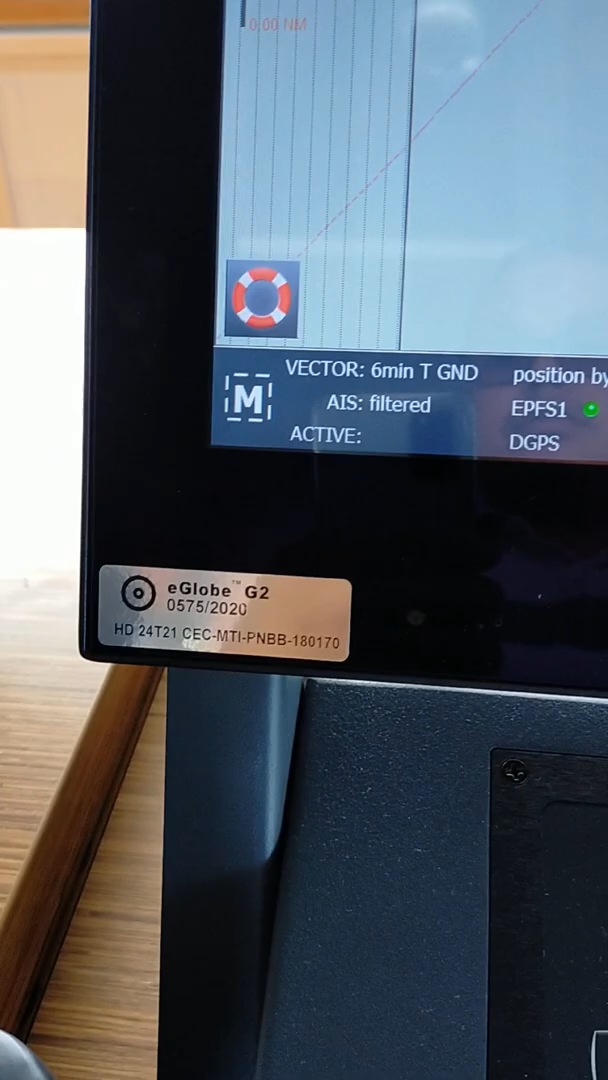 0.00 NM
VECTOR: 6min T GND
position by
M
AIS: filtered
EPFS1
ACTIVE:
DGPS
eGlobe™ G2
0575/2020
HD 24T21 CEC-MTI-PNBB-180170